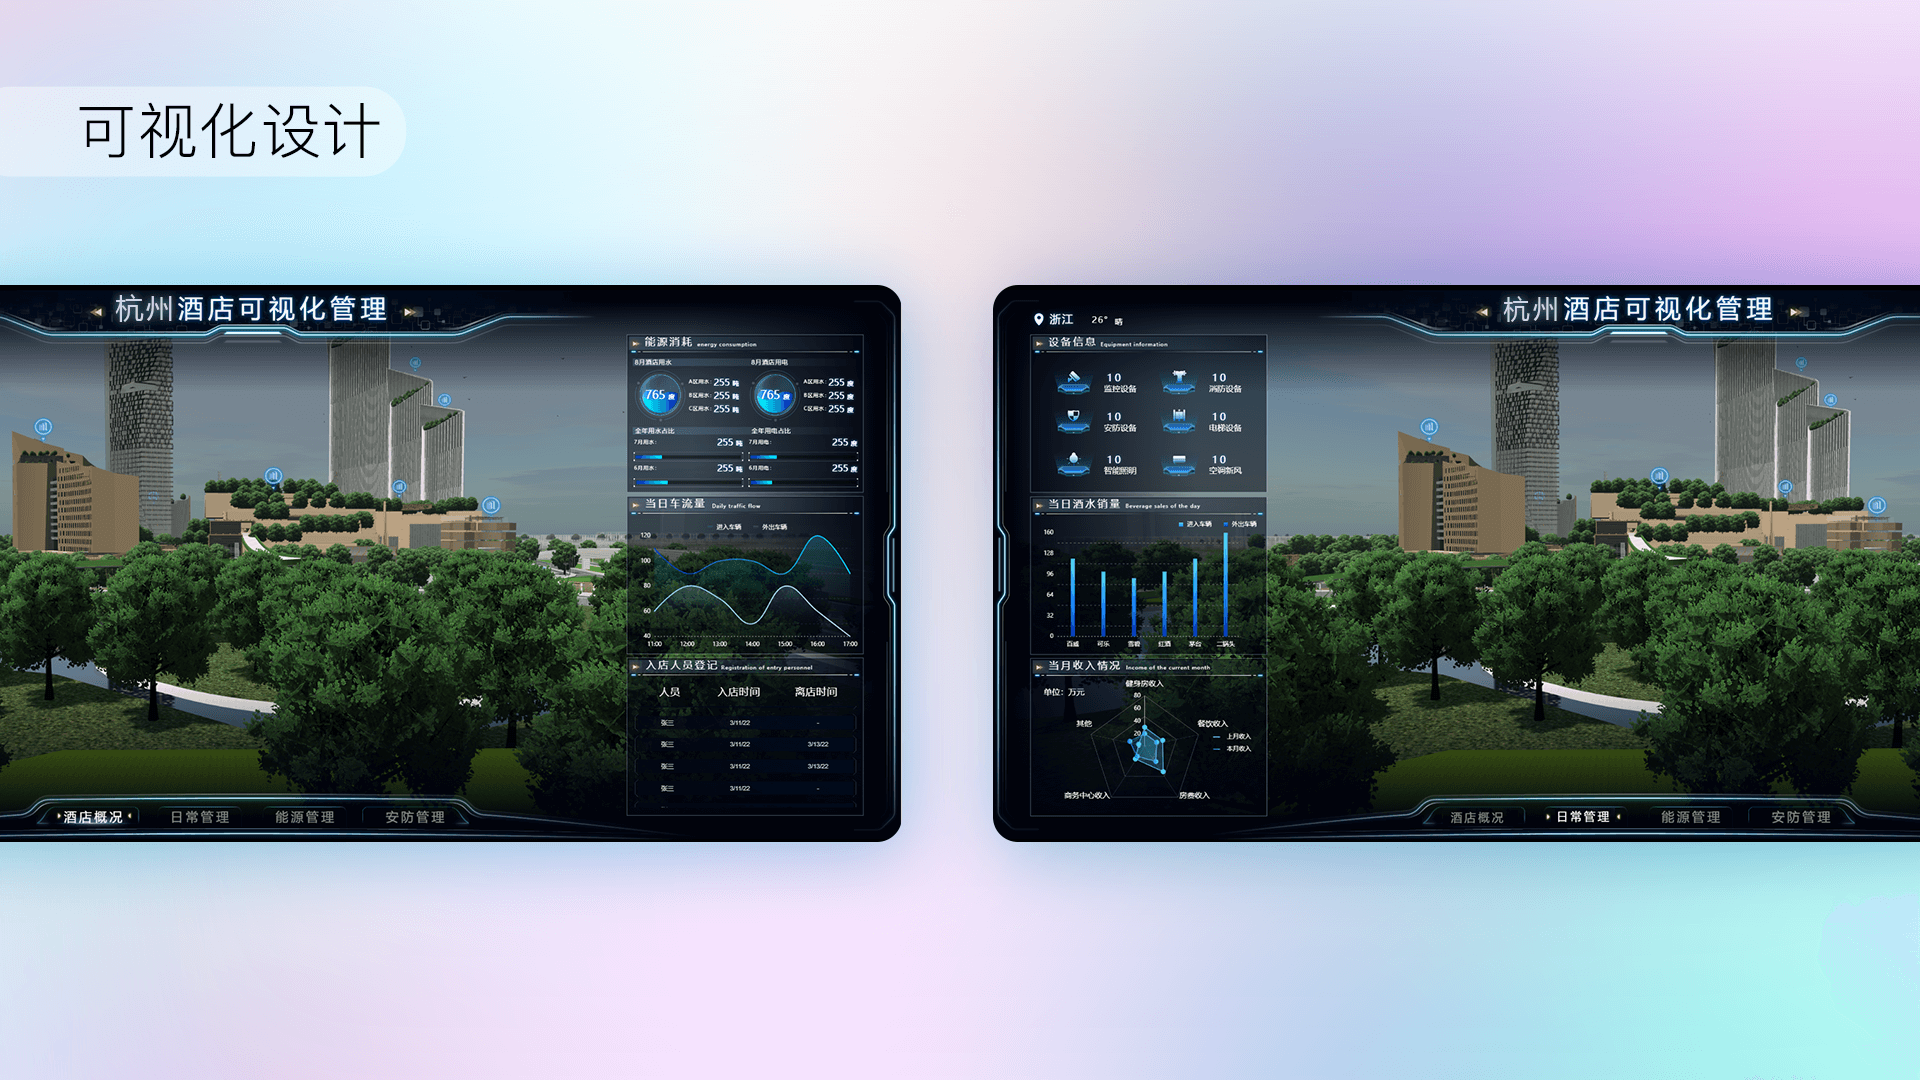 可视化设计
杭州酒店可视化管理
能源消耗 energy consumption
8月酒店用水 8月酒店用电
765 度
A区用水: 255 吨
B区用水: 255 吨
C区用水: 255 吨
765 度
A区用水: 255 度
B区用水: 255 度
C区用水: 255 度
全年用水占比 全年用电占比
7月用水: 255 吨 7月用电: 255 度
6月用水: 255 吨 6月用电: 255 度
当日车流量 Daily traffic flow
进入车辆 外出车辆
120
100
80
60
40
11:00 12:00 13:00 14:00 15:00 16:00 17:00
入店人员登记 Registration of entry personnel
人员 入店时间 离店时间
张三 3/11/22 -
张三 3/11/22 3/13/22
张三 3/11/22 3/13/22
张三 3/11/22 -
酒店概况 日常管理 能源管理 安防管理
浙江 26° 晴
杭州酒店可视化管理
设备信息 Equipment information
10 监控设备
10 消防设备
10 安防设备
10 电梯设备
10 智能照明
10 空调新风
当日酒水销量 Beverage sales of the day
进入车辆 外出车辆
160
128
96
64
32
0
百威 可乐 雪碧 红酒 茅台 二锅头
当月收入情况 Income of the current month
单位: 万元
健身房收入
80
60
40
20
其他
餐饮收入
上月收入
本月收入
商务中心收入
房费收入
酒店概况 日常管理 能源管理 安防管理